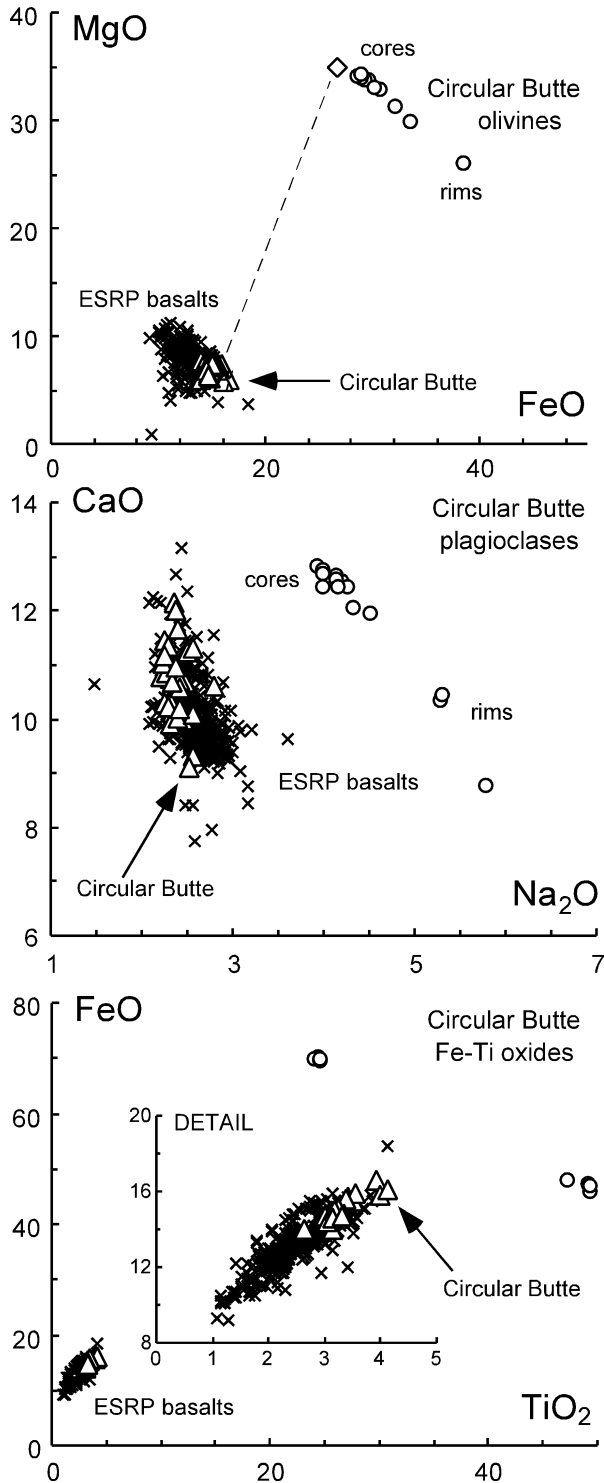 40
MgO
cores
Circular Butte
olivines
30
rims
20
ESRP basalts
10
Circular Butte
FeO
0
0 20 40
14
CaO
Circular Butte
plagioclases
cores
12
10
rims
ESRP basalts
8
Circular Butte
Na₂O
6
1 3 5 7
80
FeO
Circular Butte
Fe-Ti oxides
60
20
DETAIL
16
40
12
Circular Butte
8
0 1 2 3 4 5
20
ESRP basalts
TiO₂
0
0 20 40